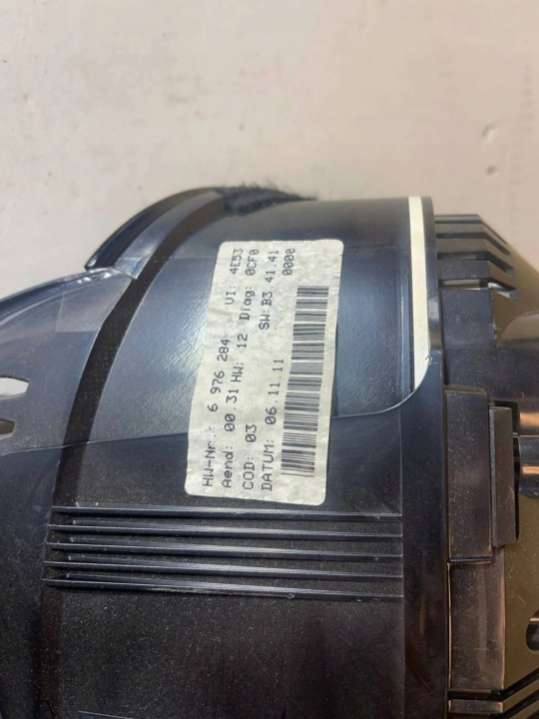 HW-Nr.: 6 976 284 VI: 4E53
Aend: 00 31 HW: 12 Diag: 0CF0
COD: 03 SW: B3.41.41
DATUM: 06.11.11 0000